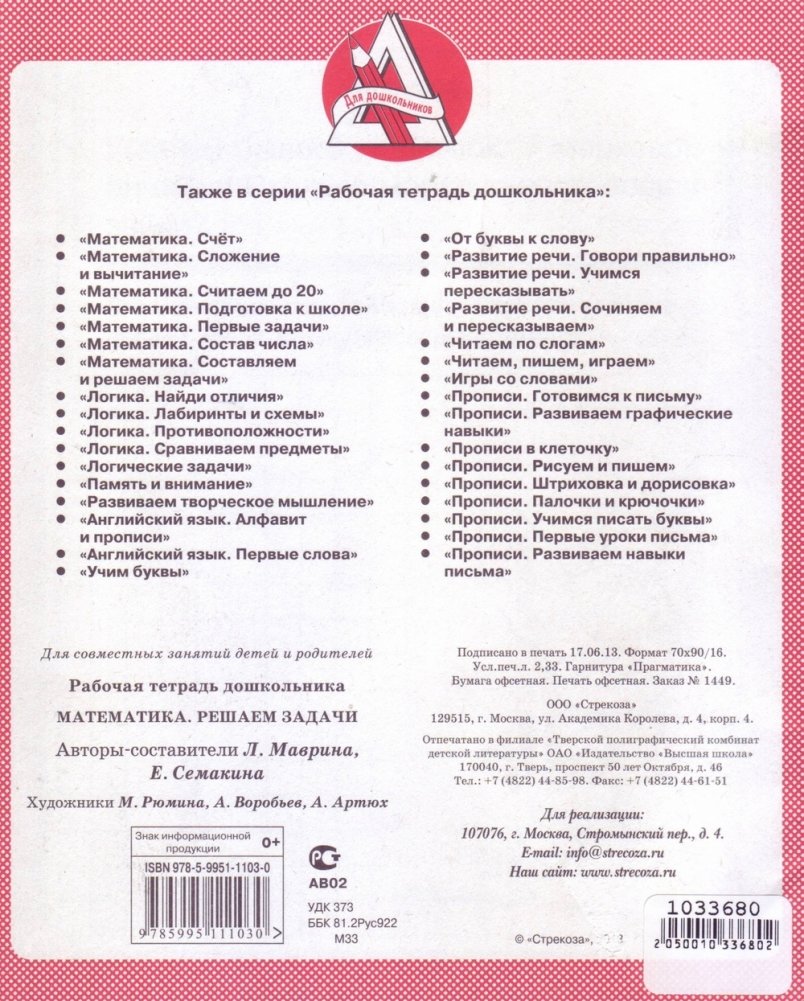 Для дошкольников
Также в серии «Рабочая тетрадь дошкольника»:
• «Математика. Счёт»
• «Математика. Сложение
и вычитание»
• «Математика. Считаем до 20»
• «Математика. Подготовка к школе»
• «Математика. Первые задачи»
• «Математика. Состав числа»
• «Математика. Составляем
и решаем задачи»
• «Логика. Найди отличия»
• «Логика. Лабиринты и схемы»
• «Логика. Противоположности»
• «Логика. Сравниваем предметы»
• «Логические задачи»
• «Память и внимание»
• «Развиваем творческое мышление»
• «Английский язык. Алфавит
и прописи»
• «Английский язык. Первые слова»
• «Учим буквы»
• «От буквы к слову»
• «Развитие речи. Говори правильно»
• «Развитие речи. Учимся
пересказывать»
• «Развитие речи. Сочиняем
и пересказываем»
• «Читаем по слогам»
• «Читаем, пишем, играем»
• «Игры со словами»
• «Прописи. Готовимся к письму»
• «Прописи. Развиваем графические
навыки»
• «Прописи в клеточку»
• «Прописи. Рисуем и пишем»
• «Прописи. Штриховка и дорисовка»
• «Прописи. Палочки и крючочки»
• «Прописи. Учимся писать буквы»
• «Прописи. Первые уроки письма»
• «Прописи. Развиваем навыки
письма»
Для совместных занятий детей и родителей
Рабочая тетрадь дошкольника
МАТЕМАТИКА. РЕШАЕМ ЗАДАЧИ
Авторы-составители Л. Маврина,
Е. Семакина
Художники М. Рюмина, А. Воробьев, А. Артюх
Знак информационной
продукции
0+
ISBN 978-5-9951-1103-0
9 785995 111030 >
РСТ
АВ02
УДК 373
ББК 81.2Рус922
М33
Подписано в печать 17.06.13. Формат 70х90/16.
Усл.печ.л. 2,33. Гарнитура «Прагматика».
Бумага офсетная. Печать офсетная. Заказ № 1449.
ООО «Стрекоза»
129515, г. Москва, ул. Академика Королева, д. 4, корп. 4.
Отпечатано в филиале «Тверской полиграфический комбинат
детской литературы» ОАО «Издательство «Высшая школа»
170040, г. Тверь, проспект 50 лет Октября, д. 46
Тел.: +7 (4822) 44-85-98. Факс: +7 (4822) 44-61-51
Для реализации:
107076, г. Москва, Стромынский пер., д. 4.
E-mail: info@strecoza.ru
Наш сайт: www.strecoza.ru
© «Стрекоза»,
1033680
2 050010 336802